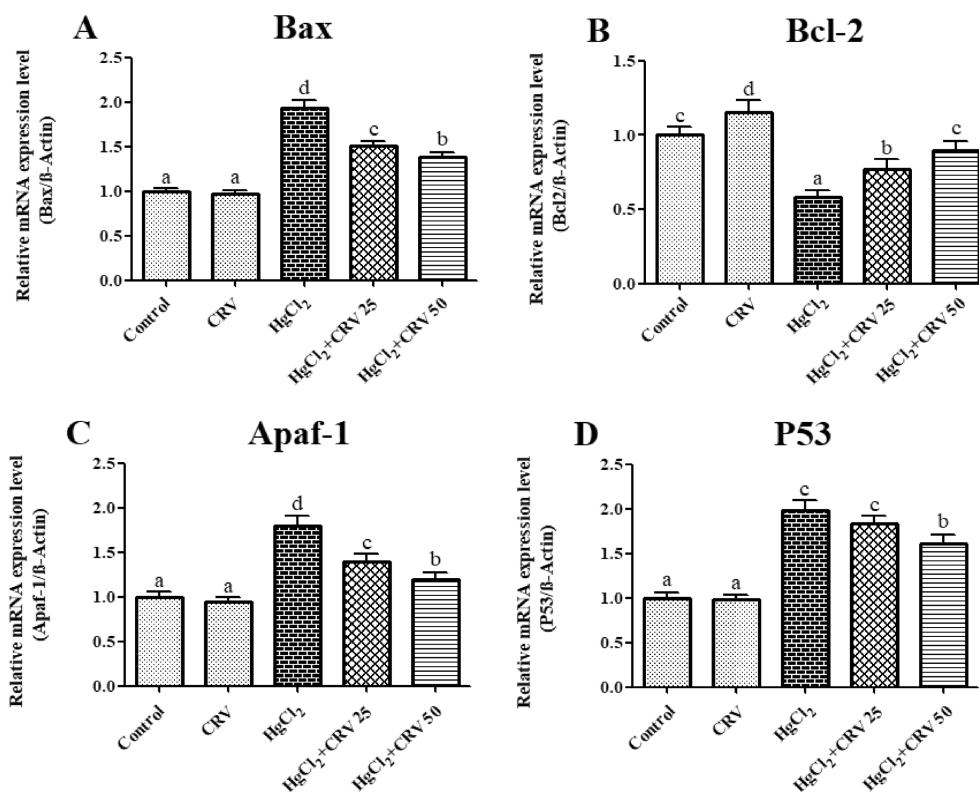 A
Bax
Relative mRNA expression level
(Bax/ß-Actin)
2.5
2.0
1.5
1.0
0.5
0.0
a
a
d
c
b
Control
CRV
HgCl₂
HgCl₂+CRV 25
HgCl₂+CRV 50
B
Bcl-2
Relative mRNA expression level
(Bcl2/ß-Actin)
1.5
1.0
0.5
0.0
c
d
a
b
c
Control
CRV
HgCl₂
HgCl₂+CRV 25
HgCl₂+CRV 50
C
Apaf-1
Relative mRNA expression level
(Apaf-1/ß-Actin)
2.5
2.0
1.5
1.0
0.5
0.0
a
a
d
c
b
Control
CRV
HgCl₂
HgCl₂+CRV 25
HgCl₂+CRV 50
D
P53
Relative mRNA expression level
(P53/ß-Actin)
2.5
2.0
1.5
1.0
0.5
0.0
a
a
c
c
b
Control
CRV
HgCl₂
HgCl₂+CRV 25
HgCl₂+CRV 50